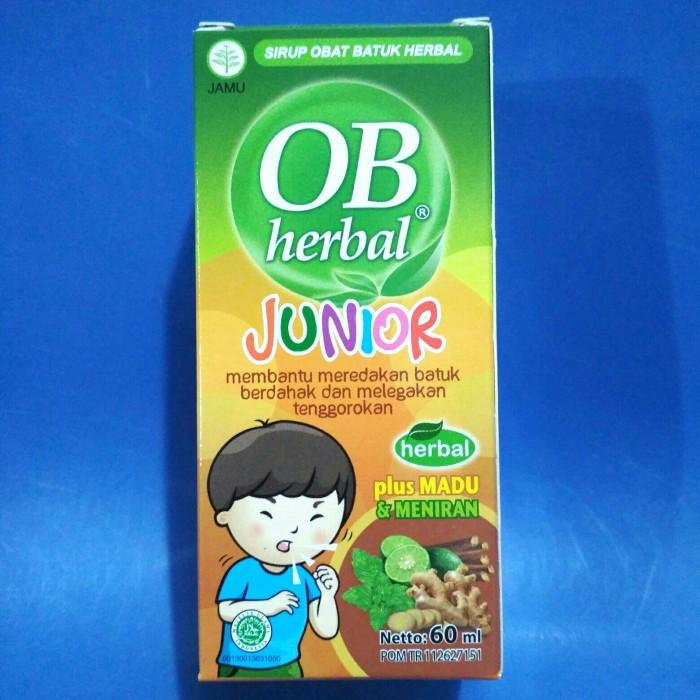 SIRUP OBAT BATUK HERBAL
JAMU
OB
herbal®
JUNIOR
membantu meredakan batuk
berdahak dan melegakan
tenggorokan
herbal
plus MADU
& MENIRAN
Netto: 60 ml
POM TR 112627151
00130013631000